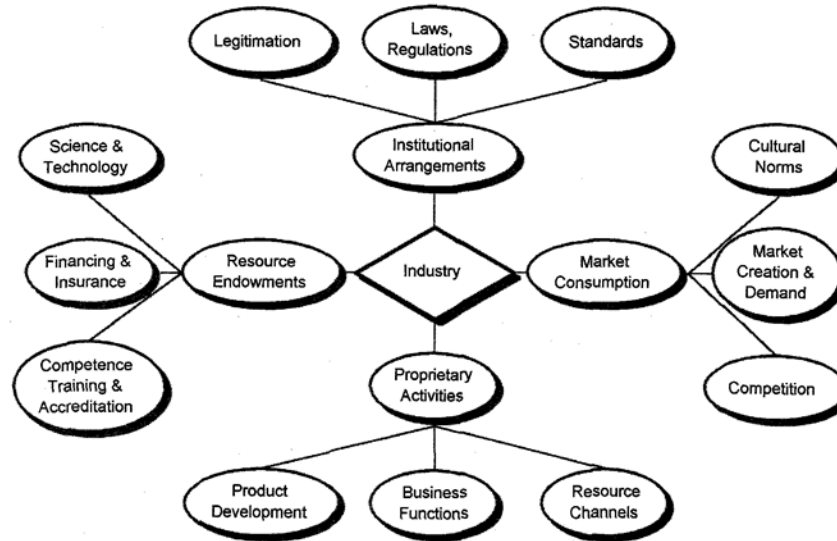 Legitimation
Laws,
Regulations
Standards
Science &
Technology
Institutional
Arrangements
Cultural
Norms
Financing &
Insurance
Resource
Endowments
Industry
Market
Consumption
Market
Creation &
Demand
Competence
Training &
Accreditation
Proprietary
Activities
Competition
Product
Development
Business
Functions
Resource
Channels